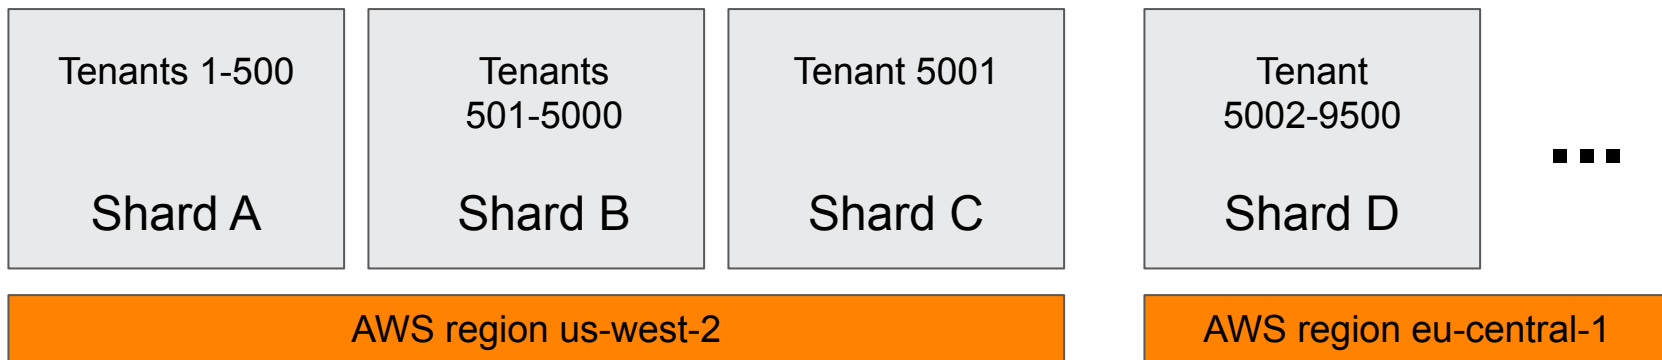 Tenants 1-500
Shard A
Tenants
501-5000
Shard B
Tenant 5001
Shard C
Tenant
5002-9500
Shard D
...
AWS region us-west-2
AWS region eu-central-1